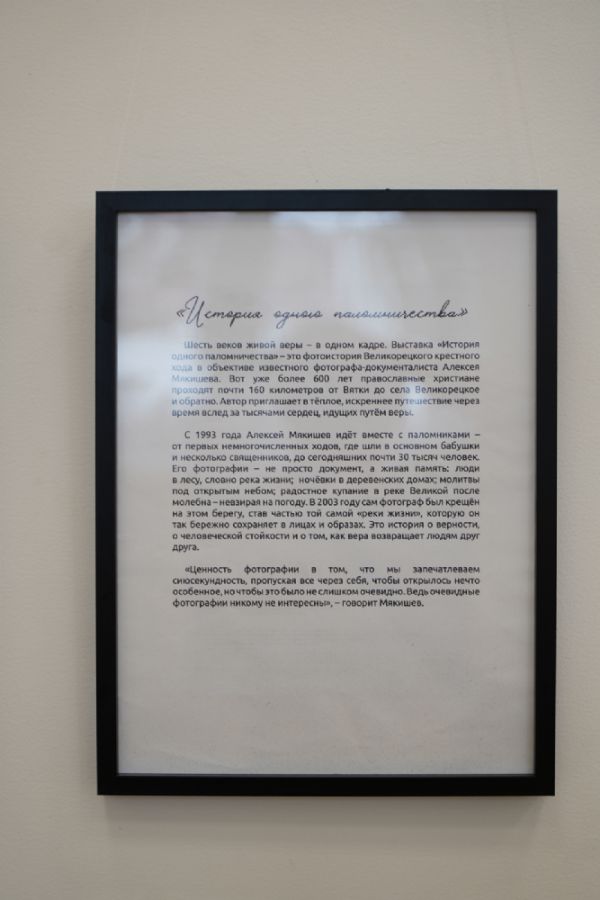 «История одного паломничества»
Шесть веков живой веры – в одном кадре. Выставка «История
одного паломничества» – это фотоистория Великорецкого крестного
хода в объективе известного фотографа-документалиста Алексея
Мякишева. Вот уже более 600 лет православные христиане
проходят почти 160 километров от Вятки до села Великорецкое
и обратно. Автор приглашает в тёплое, искреннее путешествие через
время вслед за тысячами сердец, идущих путём веры.
С 1993 года Алексей Мякишев идёт вместе с паломниками –
от первых немногочисленных ходов, где шли в основном бабушки
и несколько священников, до сегодняшних почти 30 тысяч человек.
Его фотографии – не просто документ, а живая память: люди
в лесу, словно река жизни; ночёвки в деревенских домах; молитвы
под открытым небом; радостное купание в реке Великой после
молебна – невзирая на погоду. В 2003 году сам фотограф был крещён
на этом берегу, став частью той самой «реки жизни», которую он
так бережно сохраняет в лицах и образах. Это история о верности,
о человеческой стойкости и о том, как вера возвращает людям друг
друга.
«Ценность фотографии в том, что мы запечатлеваем
сиюсекундность, пропуская все через себя, чтобы открылось нечто
особенное, но чтобы это было не слишком очевидно. Ведь очевидные
фотографии никому не интересны», – говорит Мякишев.